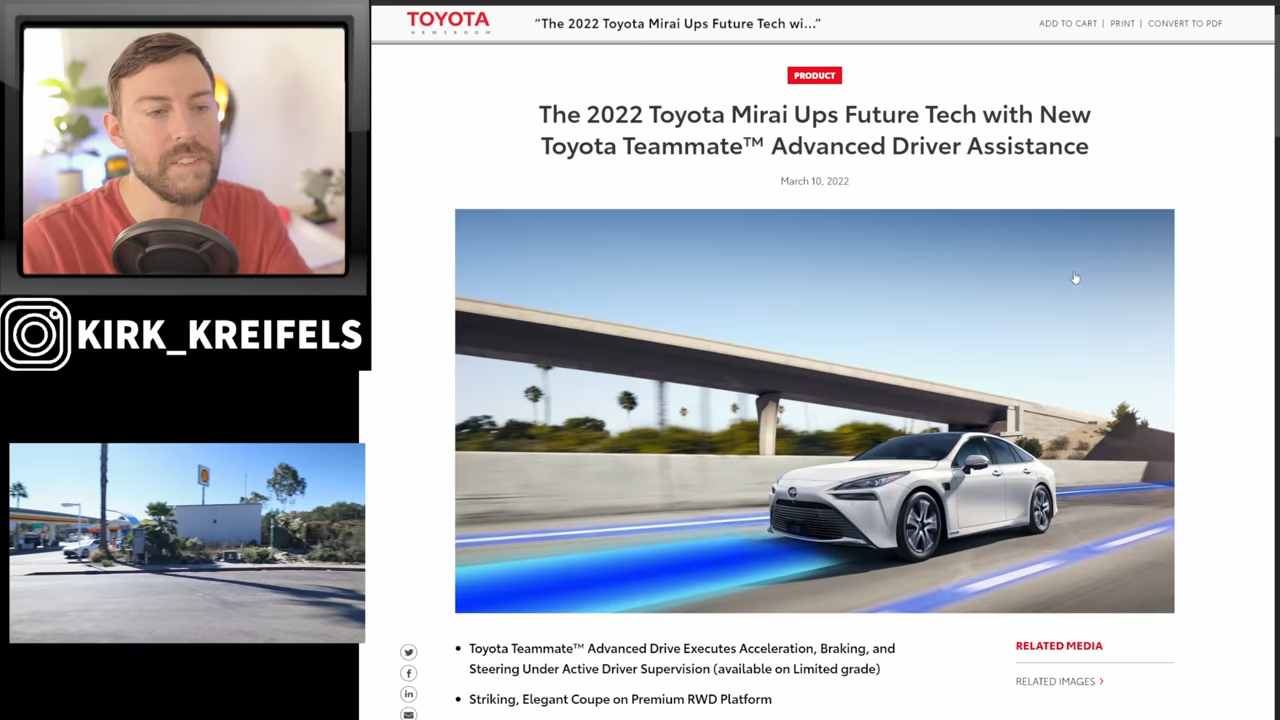 TOYOTA
NEWSROOM
“The 2022 Toyota Mirai Ups Future Tech wi...”
ADD TO CART | PRINT | CONVERT TO PDF
PRODUCT
The 2022 Toyota Mirai Ups Future Tech with New
Toyota Teammate™ Advanced Driver Assistance
March 10, 2022
KIRK_KREIFELS
• Toyota Teammate™ Advanced Drive Executes Acceleration, Braking, and
Steering Under Active Driver Supervision (available on Limited grade)
• Striking, Elegant Coupe on Premium RWD Platform
RELATED MEDIA
RELATED IMAGES >